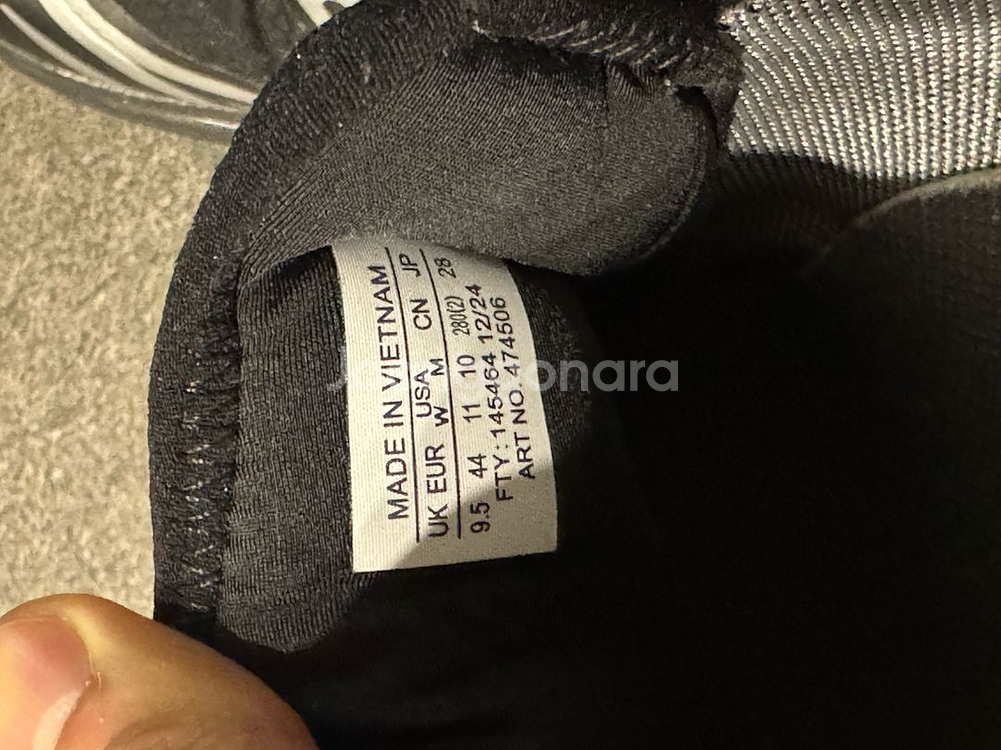 MADE IN VIETNAM
UK EUR USA CN JP
W M
9.5 44 11 10 280(2) 28
FTY: 145464 12/24
ART NO. 474506